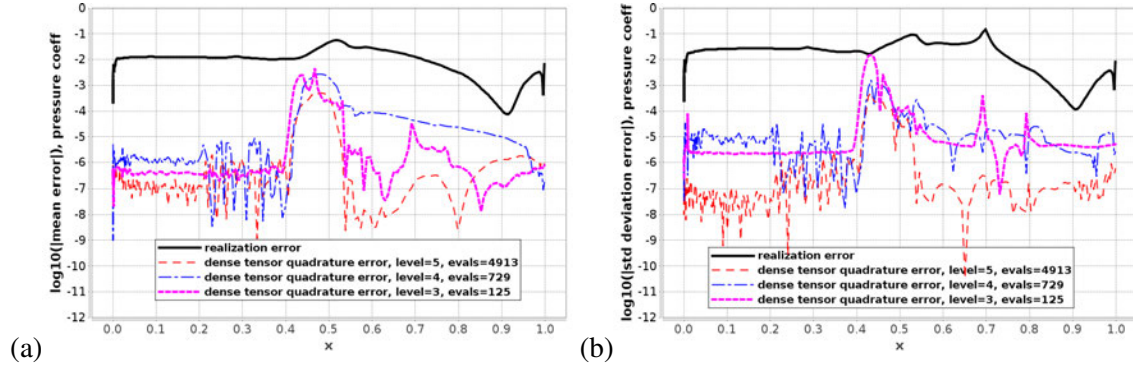 log10(|mean error|), pressure coeff
0
-1
-2
-3
-4
-5
-6
-7
-8
-9
-10
-11
-12
realization error
dense tensor quadrature error, level=5, evals=4913
dense tensor quadrature error, level=4, evals=729
dense tensor quadrature error, level=3, evals=125
0.0 0.1 0.2 0.3 0.4 0.5 0.6 0.7 0.8 0.9 1.0
x
(a)
log10(|std deviation error|), pressure coeff
0
-1
-2
-3
-4
-5
-6
-7
-8
-9
-10
-11
-12
realization error
dense tensor quadrature error, level=5, evals=4913
dense tensor quadrature error, level=4, evals=729
dense tensor quadrature error, level=3, evals=125
0.0 0.1 0.2 0.3 0.4 0.5 0.6 0.7 0.8 0.9 1.0
x
(b)